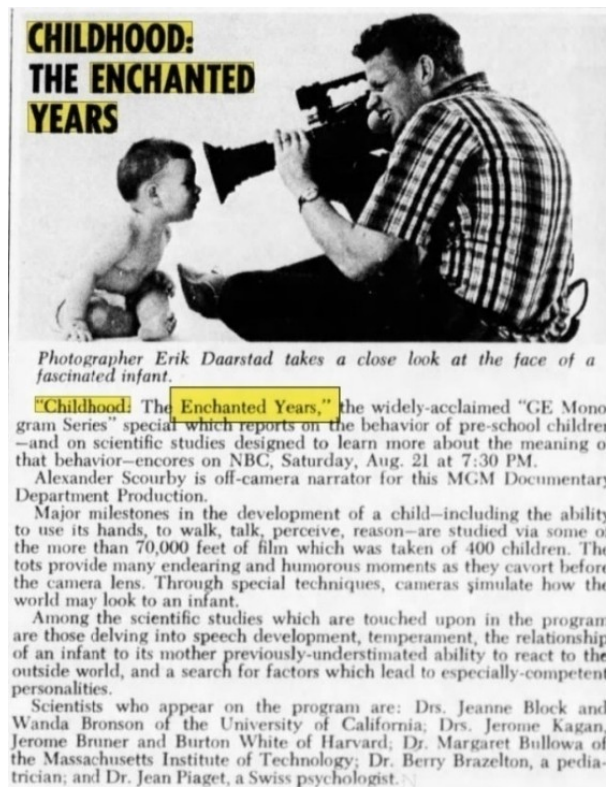 CHILDHOOD:
THE ENCHANTED
YEARS
Photographer Erik Daarstad takes a close look at the face of a
fascinated infant.
"Childhood: The Enchanted Years," the widely-acclaimed "GE Mono
gram Series" special which reports on the behavior of pre-school children
—and on scientific studies designed to learn more about the meaning of
that behavior—encores on NBC, Saturday, Aug. 21 at 7:30 PM.
Alexander Scourby is off-camera narrator for this MGM Documentary
Department Production.
Major milestones in the development of a child—including the ability
to use its hands, to walk, talk, perceive, reason—are studied via some of
the more than 70,000 feet of film which was taken of 400 children. The
tots provide many endearing and humorous moments as they cavort before
the camera lens. Through special techniques, cameras simulate how the
world may look to an infant.
Among the scientific studies which are touched upon in the program
are those delving into speech development, temperament, the relationship
of an infant to its mother previously-understimated ability to react to the
outside world, and a search for factors which lead to especially-competent
personalities.
Scientists who appear on the program are: Drs. Jeanne Block and
Wanda Bronson of the University of California; Drs. Jerome Kagan,
Jerome Bruner and Burton White of Harvard; Dr. Margaret Bullowa of
the Massachusetts Institute of Technology; Dr. Berry Brazelton, a pedia-
trician; and Dr. Jean Piaget, a Swiss psychologist.